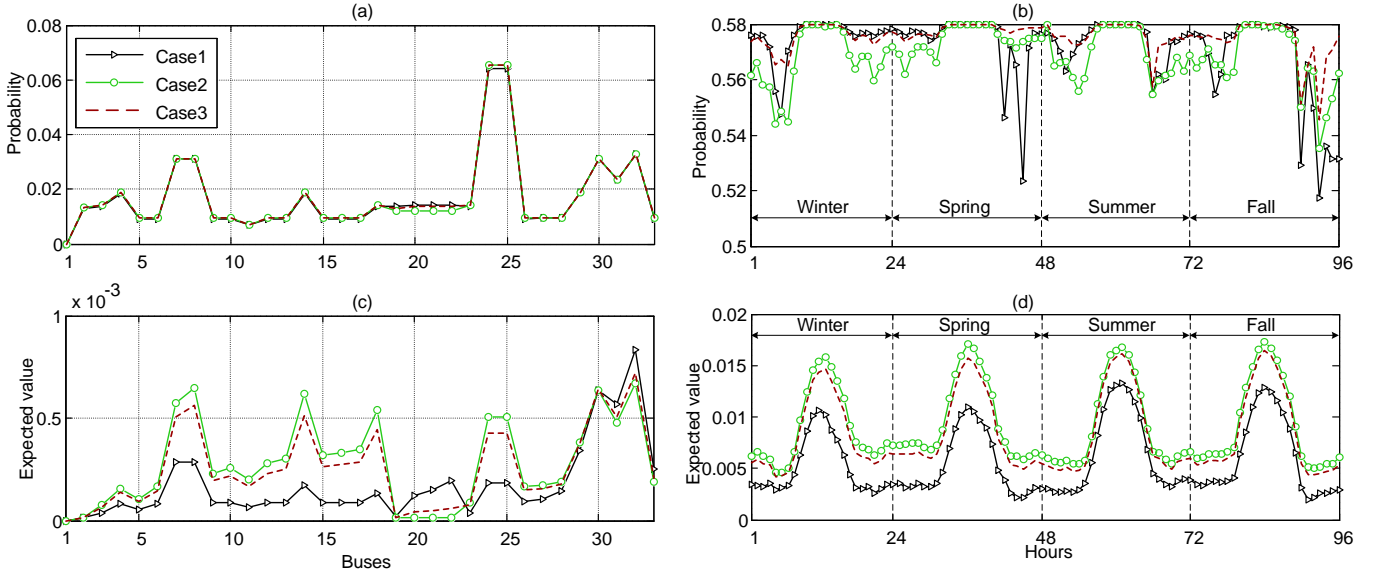 (a)
0.08
0.06
0.04
0.02
0
Probability
Case1
Case2
Case3
1
5
10
15
20
25
30
(b)
0.58
0.56
0.54
0.52
0.5
Probability
Winter
Spring
Summer
Fall
1
24
48
72
96
(c)
x 10-3
1
0.5
0
Expected value
1
5
10
15
20
25
30
Buses
(d)
0.02
0.015
0.01
0.005
0
Expected value
Winter
Spring
Summer
Fall
1
24
48
72
96
Hours